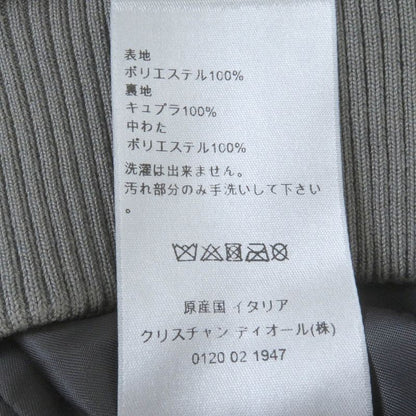 表地
ポリエステル100%
裏地
キュプラ100%
中わた
ポリエステル100%
洗濯は出来ません。
汚れ部分のみ手洗いして下さい
。
原産国 イタリア
クリスチャン ディオール(株)
0120 02 1947